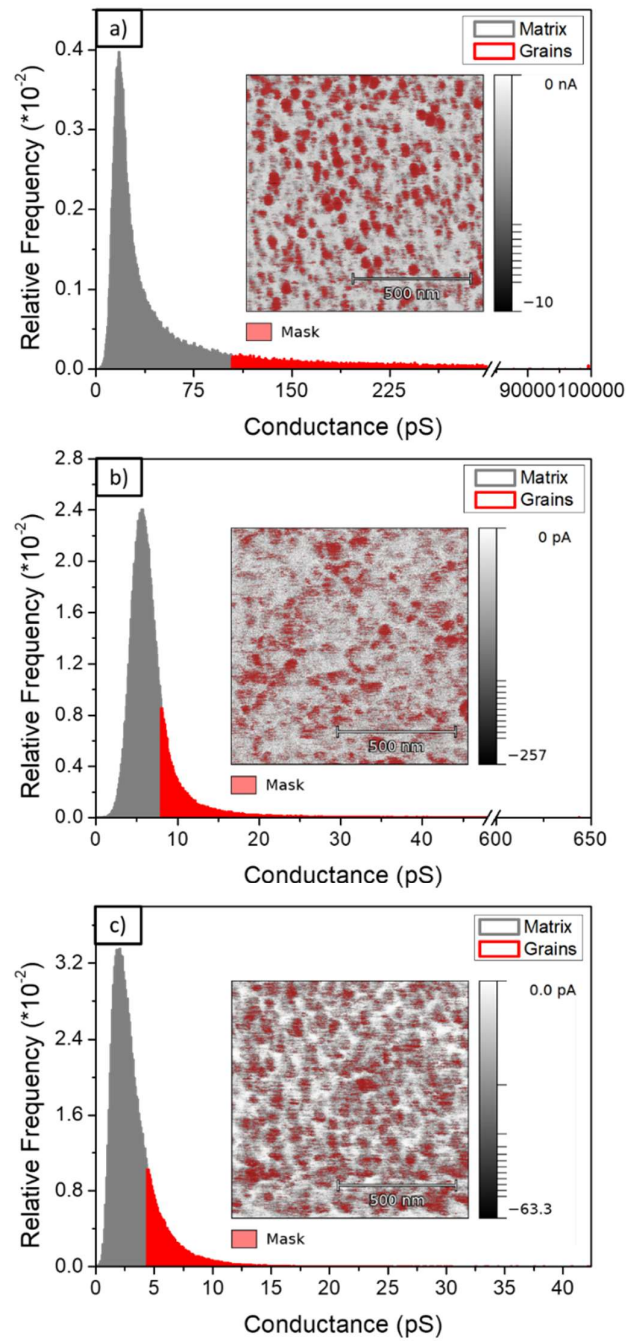 a)
Matrix
Grains
Relative Frequency (*10⁻²)
0.4
0.3
0.2
0.1
0.0
0 nA
−10
500 nm
Mask
0 75 150 225 90000 100000
Conductance (pS)
b)
Matrix
Grains
Relative Frequency (*10⁻²)
2.8
2.4
2.0
1.6
1.2
0.8
0.4
0.0
0 pA
−257
500 nm
Mask
0 5 10 15 20 25 30 35 40 45 600 650
Conductance (pS)
c)
Matrix
Grains
Relative Frequency (*10⁻²)
3.2
2.4
1.6
0.8
0.0
0.0 pA
−63.3
500 nm
Mask
0 5 10 15 20 25 30 35 40
Conductance (pS)